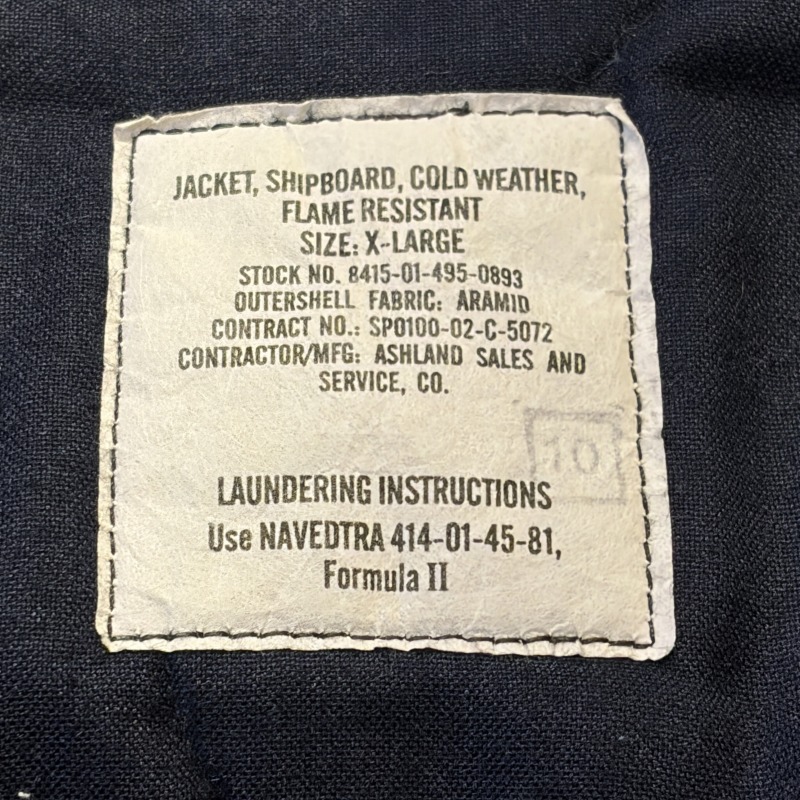 JACKET, SHIPBOARD, COLD WEATHER,
FLAME RESISTANT
SIZE: X-LARGE
STOCK NO. 8415-01-495-0893
OUTERSHELL FABRIC: ARAMID
CONTRACT NO.: SPO100-02-C-5072
CONTRACTOR/MFG: ASHLAND SALES AND
SERVICE, CO.
10
LAUNDERING INSTRUCTIONS
Use NAVEDTRA 414-01-45-81,
Formula II